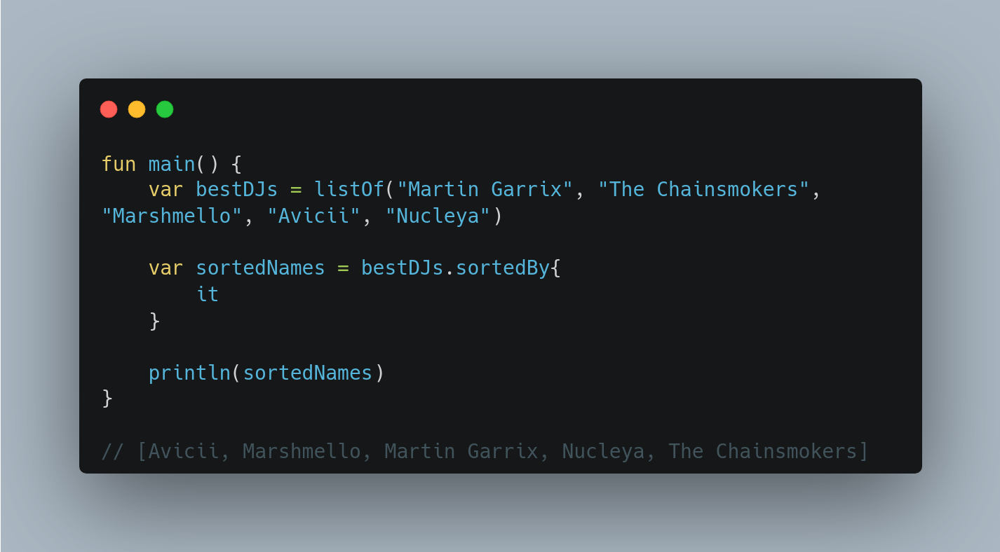 fun main() {
    var bestDJs = listOf("Martin Garrix", "The Chainsmokers",
"Marshmello", "Avicii", "Nucleya")
    var sortedNames = bestDJs.sortedBy{
        it
    }
    println(sortedNames)
}
// [Avicii, Marshmello, Martin Garrix, Nucleya, The Chainsmokers]